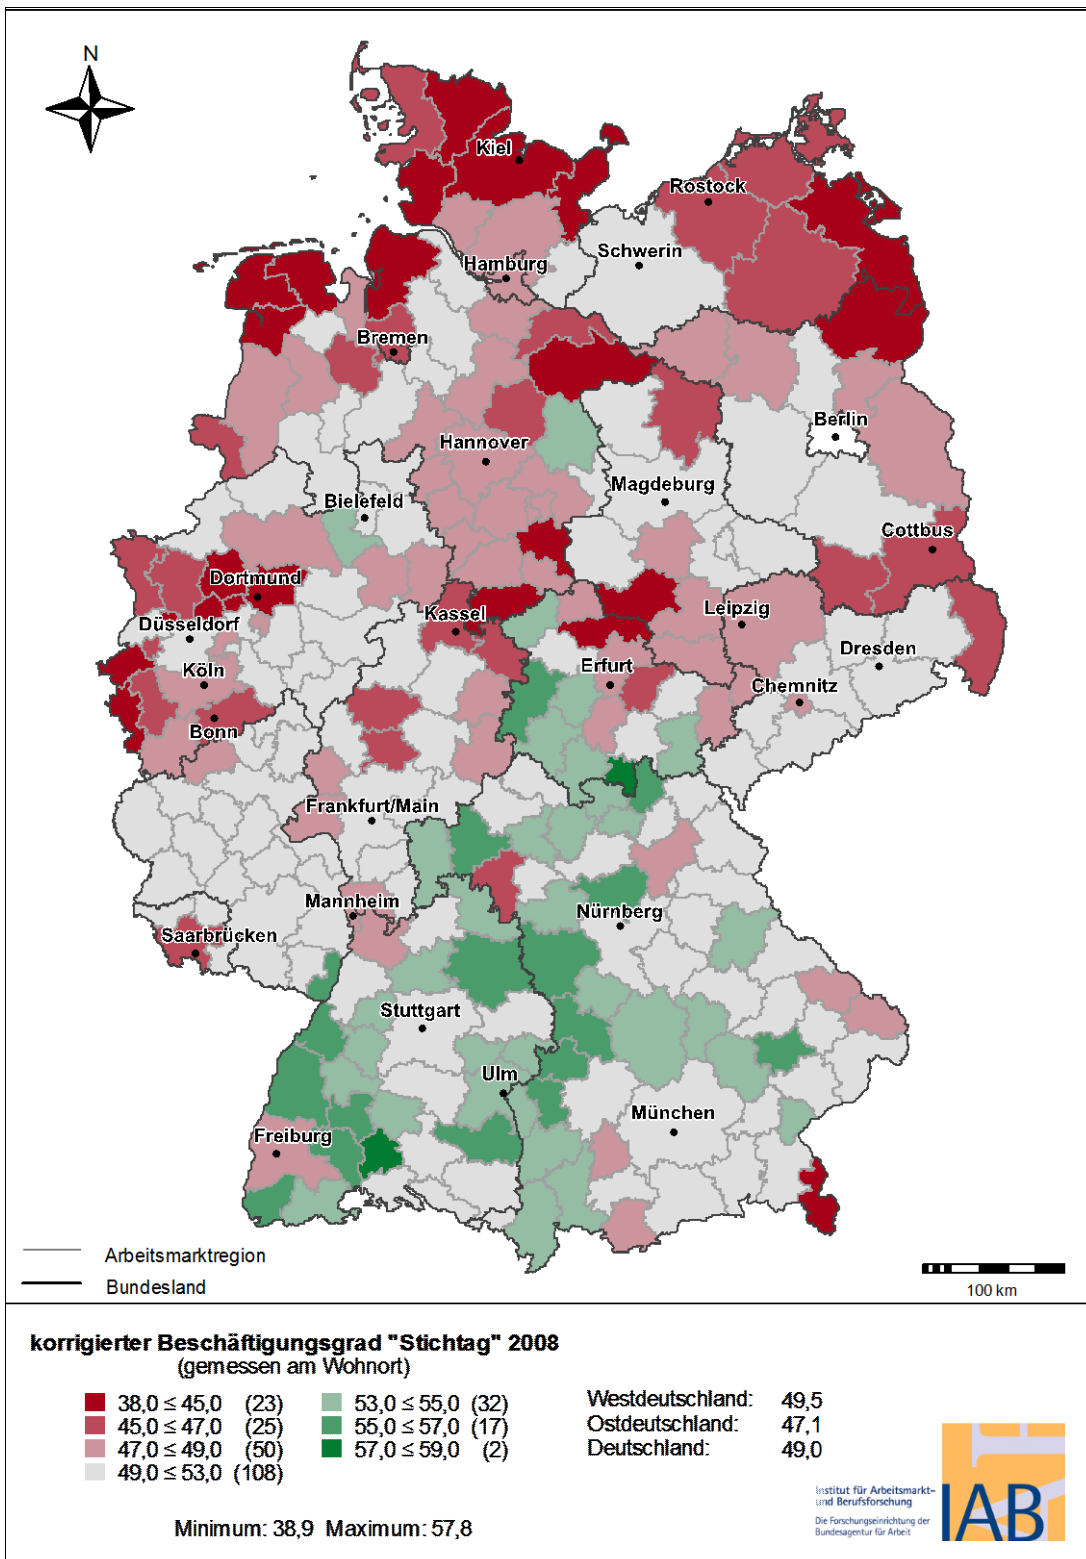 N
Kiel
Rostock
Schwerin
Hamburg
Bremen
Berlin
Hannover
Magdeburg
Bielefeld
Cottbus
Dortmund
Kassel
Leipzig
Düsseldorf
Dresden
Köln
Erfurt
Chemnitz
Bonn
Frankfurt/Main
Mannheim
Nürnberg
Saarbrücken
Stuttgart
Ulm
München
Freiburg
Arbeitsmarktregion
Bundesland
100 km
korrigierter Beschäftigungsgrad "Stichtag" 2008
(gemessen am Wohnort)
38,0 ≤ 45,0 (23)
45,0 ≤ 47,0 (25)
47,0 ≤ 49,0 (50)
49,0 ≤ 53,0 (108)
53,0 ≤ 55,0 (32)
55,0 ≤ 57,0 (17)
57,0 ≤ 59,0 (2)
Westdeutschland: 49,5
Ostdeutschland: 47,1
Deutschland: 49,0
Minimum: 38,9 Maximum: 57,8
Institut für Arbeitsmarkt-
und Berufsforschung
Die Forschungseinrichtung der
Bundesagentur für Arbeit
IAB